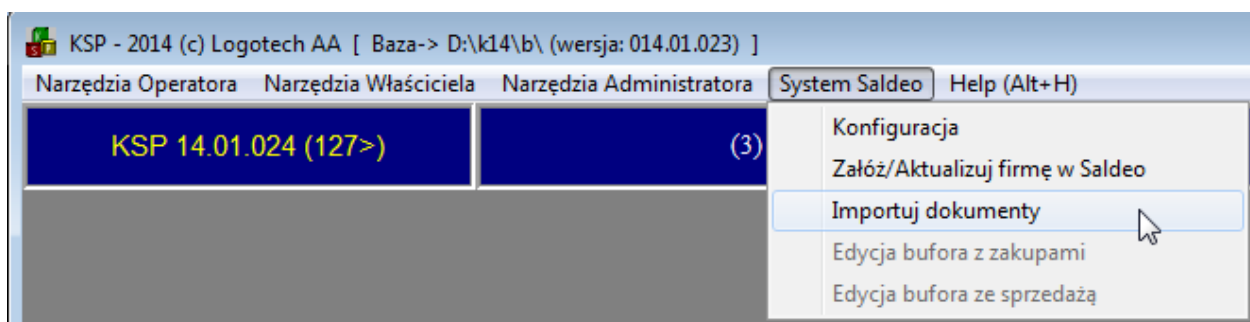 KSP - 2014 (c) Logotech AA [ Baza-> D:\k14\b\ (wersja: 014.01.023) ]
Narzędzia Operatora Narzędzia Właściciela Narzędzia Administratora System Saldeo Help (Alt+H)
KSP 14.01.024 (127>) (3)
Konfiguracja
Załóż/Aktualizuj firmę w Saldeo
Importuj dokumenty
Edycja bufora z zakupami
Edycja bufora ze sprzedażą